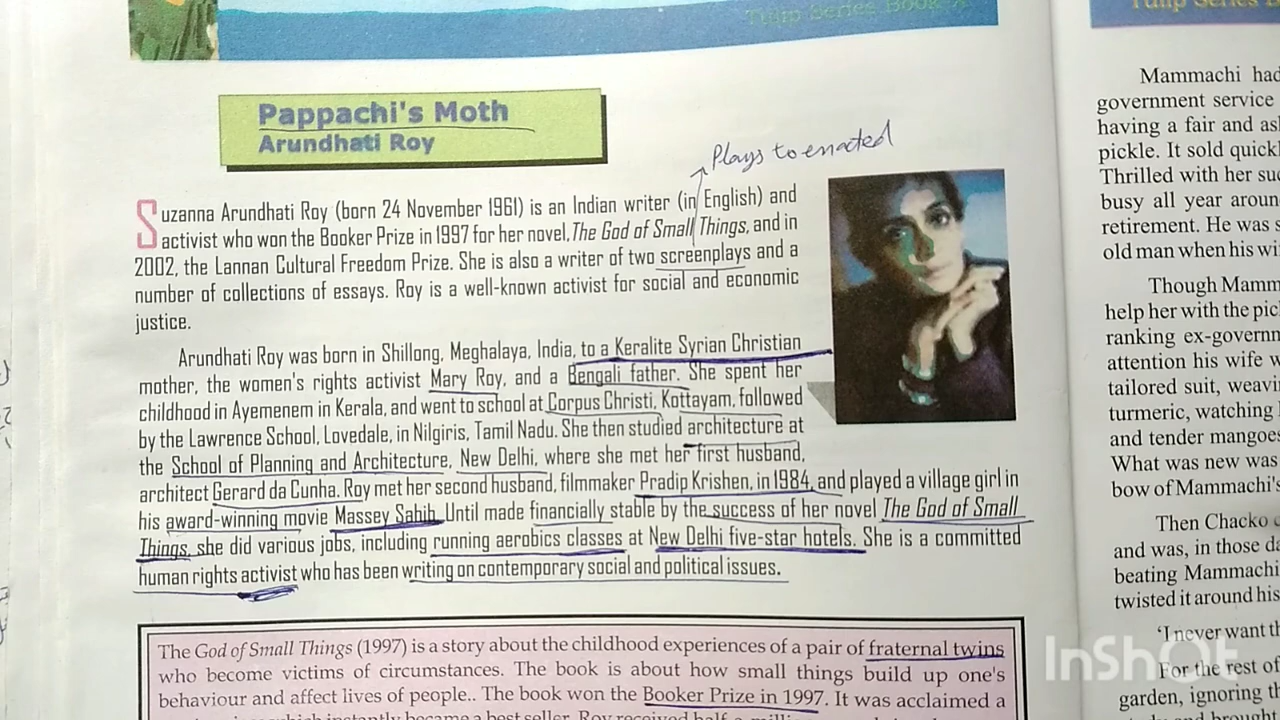 Tulip Series Book
Pappachi's Moth
Arundhati Roy
Plays to enacted
Suzanna Arundhati Roy (born 24 November 1961) is an Indian writer (in English) and
activist who won the Booker Prize in 1997 for her novel, The God of Small Things, and in
2002, the Lannan Cultural Freedom Prize. She is also a writer of two screenplays and a
number of collections of essays. Roy is a well-known activist for social and economic
justice.
Arundhati Roy was born in Shillong, Meghalaya, India, to a Keralite Syrian Christian
mother, the women's rights activist Mary Roy, and a Bengali father. She spent her
childhood in Ayemenem in Kerala, and went to school at Corpus Christi, Kottayam, followed
by the Lawrence School, Lovedale, in Nilgiris, Tamil Nadu. She then studied architecture at
the School of Planning and Architecture, New Delhi, where she met her first husband,
architect Gerard da Cunha. Roy met her second husband, filmmaker Pradip Krishen, in 1984, and played a village girl in
his award-winning movie Massey Sahib. Until made financially stable by the success of her novel The God of Small
Things, she did various jobs, including running aerobics classes at New Delhi five-star hotels. She is a committed
human rights activist who has been writing on contemporary social and political issues.
The God of Small Things (1997) is a story about the childhood experiences of a pair of fraternal twins
who become victims of circumstances. The book is about how small things build up one's
behaviour and affect lives of people.. The book won the Booker Prize in 1997. It was acclaimed a
Tulip Series
Mammachi had
government service
having a fair and
pickle. It sold
Thrilled with her
busy all year
retirement. He was
old man when his
Though
help her with the
ranking
attention his wife
tailored suit,
turmeric, watching
and tender mangoes
What was new was
bow of Mammachi's
Then Chacko
and was, in those
beating Mammachi
twisted it around his
'I never want
For the rest of
garden, ignoring
InShOt